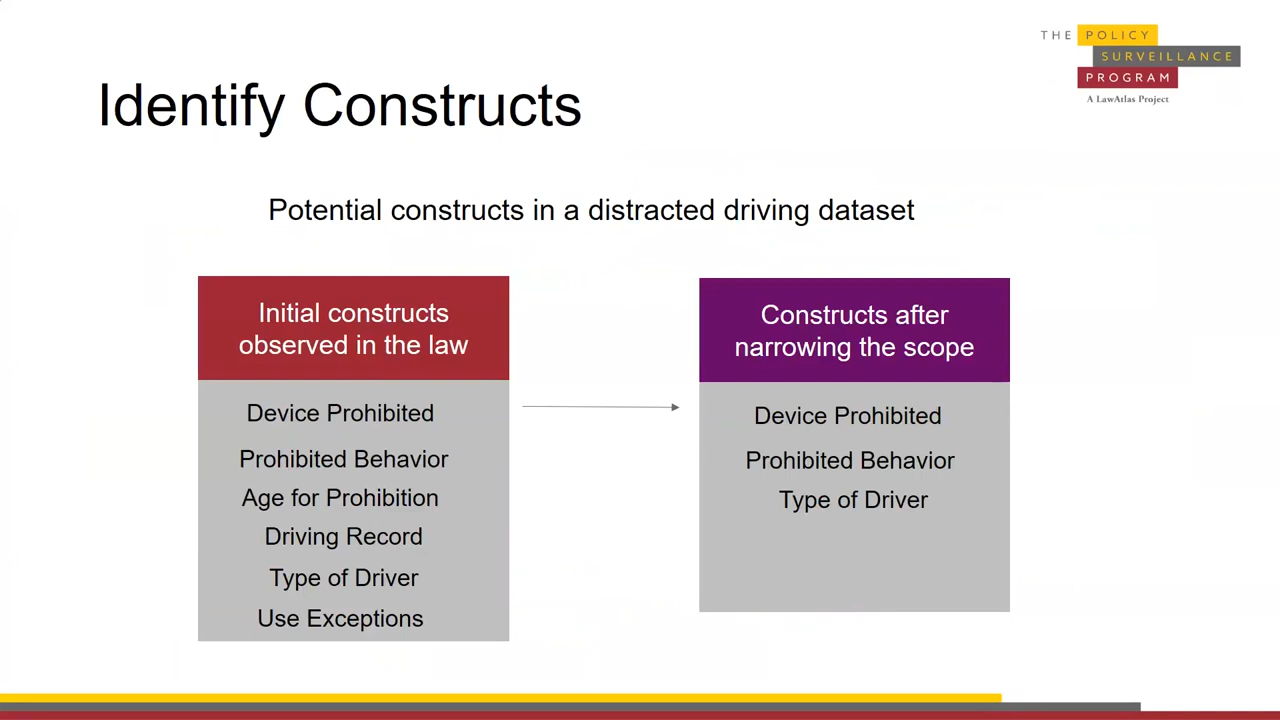 THE POLICY
SURVEILLANCE
PROGRAM
A LawAtlas Project
Identify Constructs
Potential constructs in a distracted driving dataset
Initial constructs
observed in the law
Device Prohibited
Prohibited Behavior
Age for Prohibition
Driving Record
Type of Driver
Use Exceptions
Constructs after
narrowing the scope
Device Prohibited
Prohibited Behavior
Type of Driver